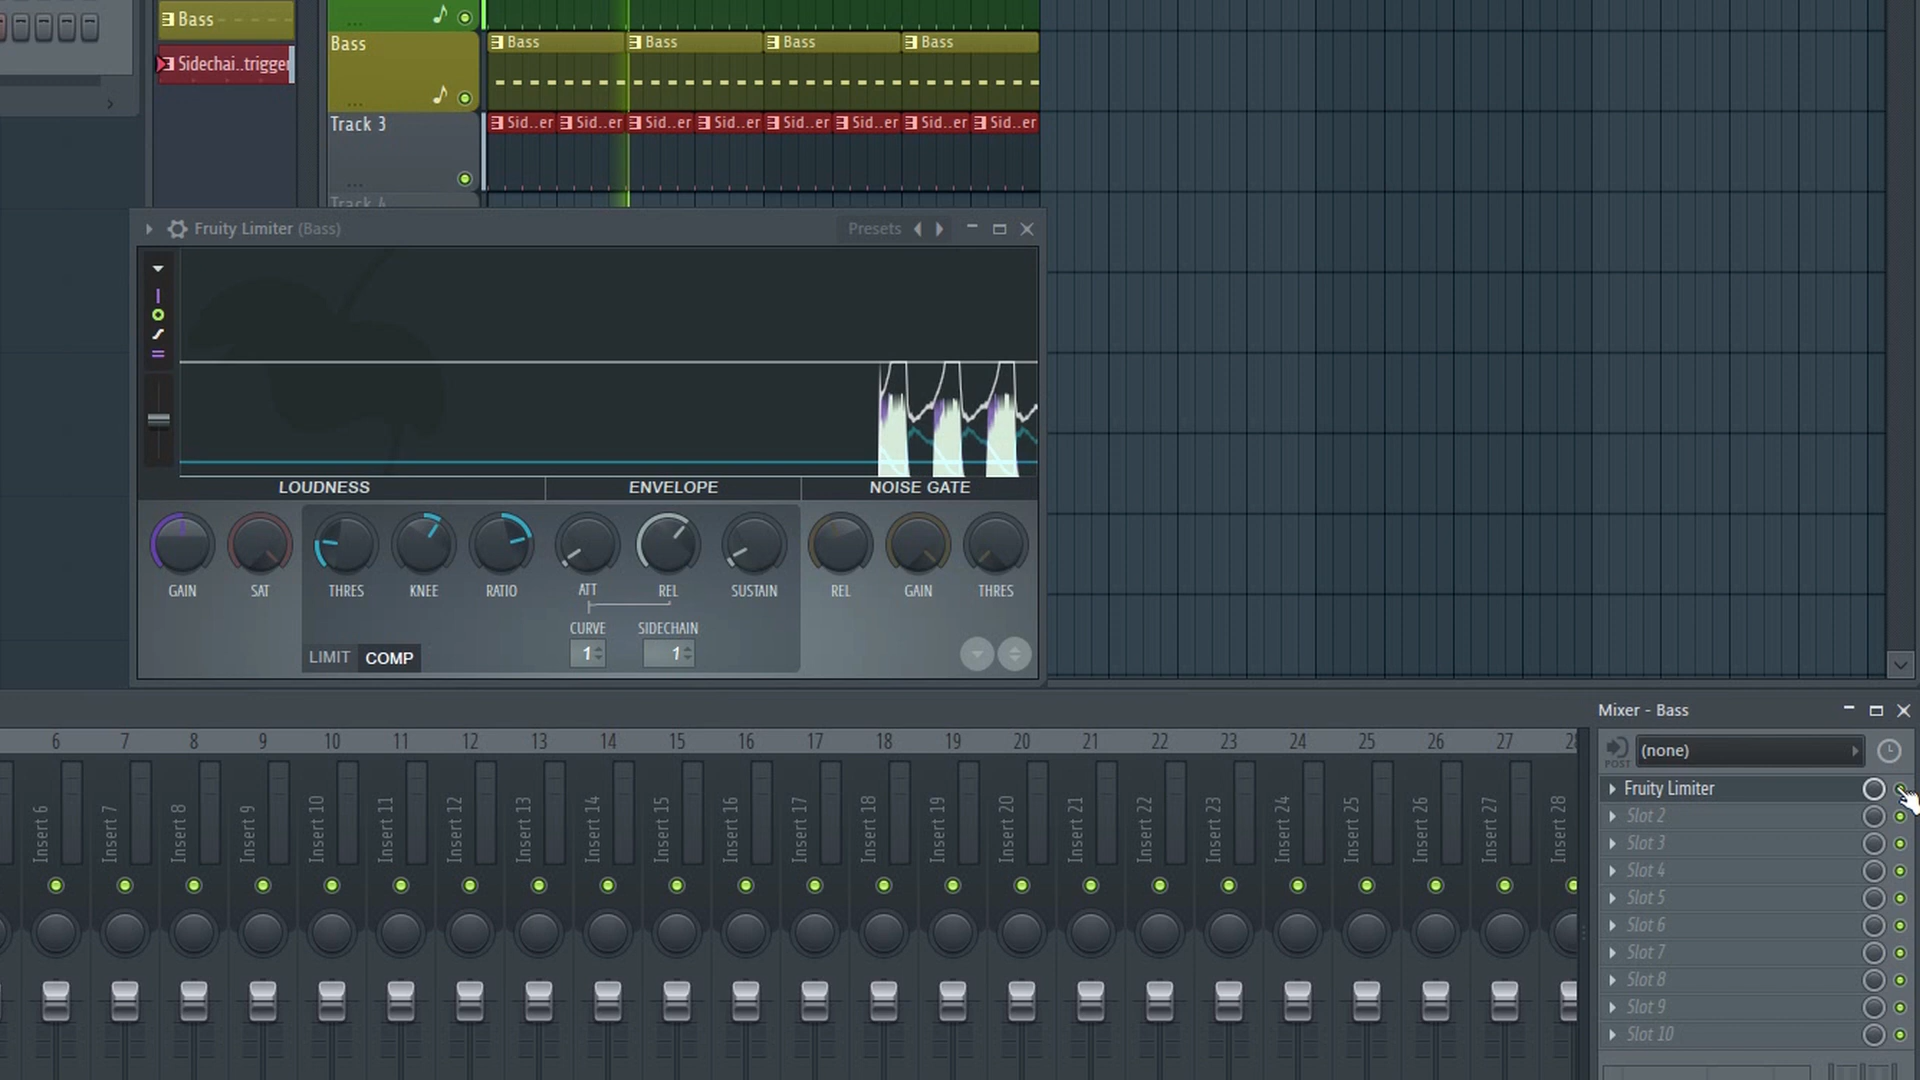 Bass
Sidechai..trigger
Bass
Bass
Bass
Bass
Bass
Track 3
Sid..er
Sid..er
Sid..er
Sid..er
Sid..er
Sid..er
Sid..er
Sid..er
Track 4
Fruity Limiter (Bass)
Presets
LOUDNESS
ENVELOPE
NOISE GATE
GAIN
SAT
THRES
KNEE
RATIO
ATT
REL
SUSTAIN
REL
GAIN
THRES
CURVE
SIDECHAIN
LIMIT
COMP
1
1
Mixer - Bass
6
7
8
9
10
11
12
13
14
15
16
17
18
19
20
21
22
23
24
25
26
27
28
POST
(none)
Insert 6
Insert 7
Insert 8
Insert 9
Insert 10
Insert 11
Insert 12
Insert 13
Insert 14
Insert 15
Insert 16
Insert 17
Insert 18
Insert 19
Insert 20
Insert 21
Insert 22
Insert 23
Insert 24
Insert 25
Insert 26
Insert 27
Insert 28
Fruity Limiter
Slot 2
Slot 3
Slot 4
Slot 5
Slot 6
Slot 7
Slot 8
Slot 9
Slot 10